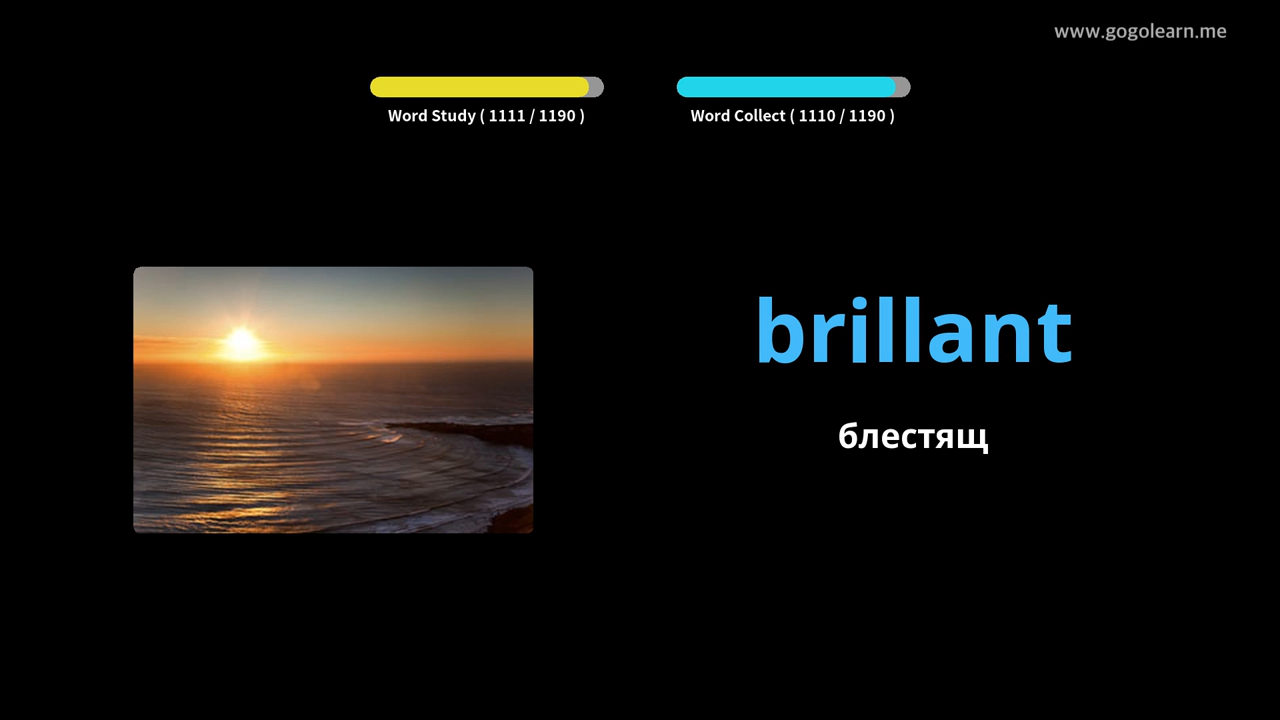 www.gogolearn.me
Word Study ( 1111 / 1190 )
Word Collect ( 1110 / 1190 )
brillant
блестящ